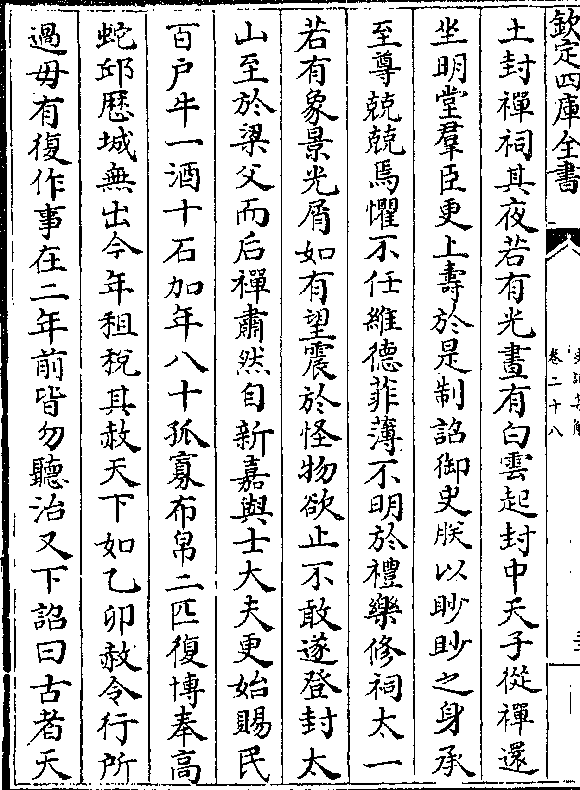 欽定四庫全書
卷二十八
土封禪祠其夜若有光晝有白雲起封中天子從禪還
坐明堂羣臣更上壽於是制詔御史朕以眇眇之身承
至尊兢兢焉懼不任維德菲薄不明於禮樂修祠太一
若有象景光屑如有望震於怪物欲止不敢遂登封太
山至於梁父而后禪肅然自新嘉與士大夫更始賜民
百户牛一酒十石加年八十孤寡布帛二匹復博奉高
蛇邱歷城無出今年租稅其赦天下如乙卯赦令行所
過毋有復作事在二年前皆勿聽治又下詔曰古者天